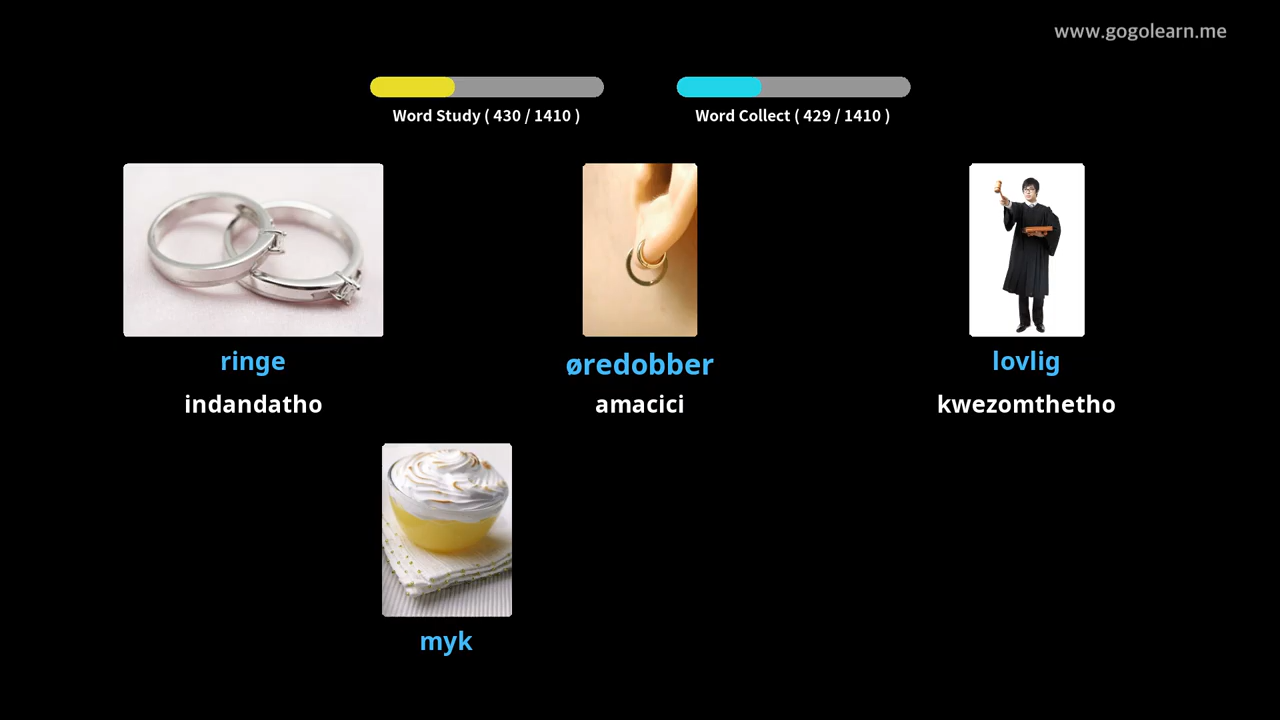 www.gogolearn.me
Word Study ( 430 / 1410 )
Word Collect ( 429 / 1410 )
ringe
øredobber
lovlig
indandatho
amacici
kwezomthetho
myk